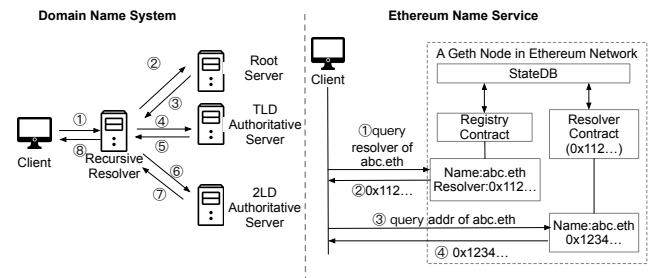 Domain Name System
②
③
Root
Server
①
④
⑤
TLD
Authoritative
Server
⑧
Client
Recursive
Resolver
⑥
⑦
2LD
Authoritative
Server
Ethereum Name Service
Client
A Geth Node in Ethereum Network
StateDB
Registry
Contract
Resolver
Contract
(0x112...)
①query
resolver of
abc.eth
Name:abc.eth
Resolver:0x112...
②0x112...
③ query addr of abc.eth
Name:abc.eth
0x1234...
④ 0x1234...